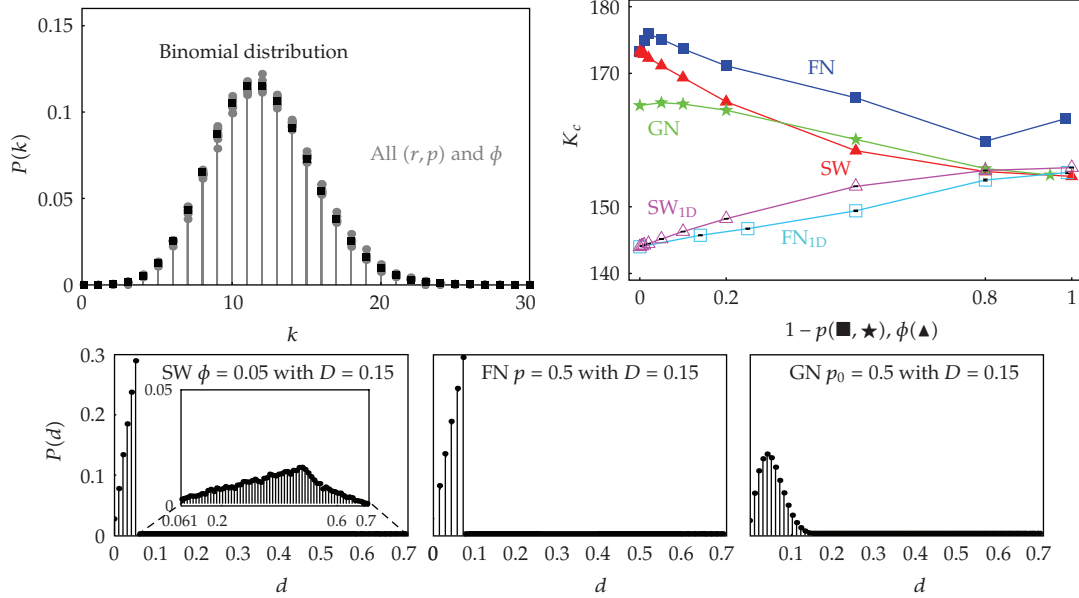 0.15
0.1
0.05
0
P(k)
Binomial distribution
All (r, p) and ϕ
0 10 20 30
k
180
170
150
140
K_c
FN
GN
SW
SW_1D
FN_1D
0 0.2 0.8 1
1 − p(■, ★), ϕ(▲)
0.3
0.2
0.1
0
P(d)
SW ϕ = 0.05 with D = 0.15
0.05
0
0.061 0.2 0.6 0.7
0 0.1 0.2 0.3 0.4 0.5 0.6 0.7
d
FN p = 0.5 with D = 0.15
0 0.1 0.2 0.3 0.4 0.5 0.6 0.7
d
GN p_0 = 0.5 with D = 0.15
0 0.1 0.2 0.3 0.4 0.5 0.6 0.7
d